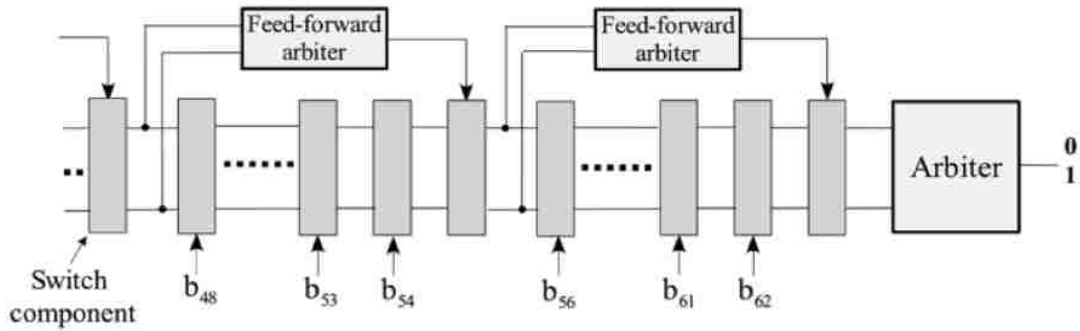 Feed-forward
arbiter
Feed-forward
arbiter
Arbiter
0
1
Switch
component
b₄₈
b₅₃
b₅₄
b₅₆
b₆₁
b₆₂